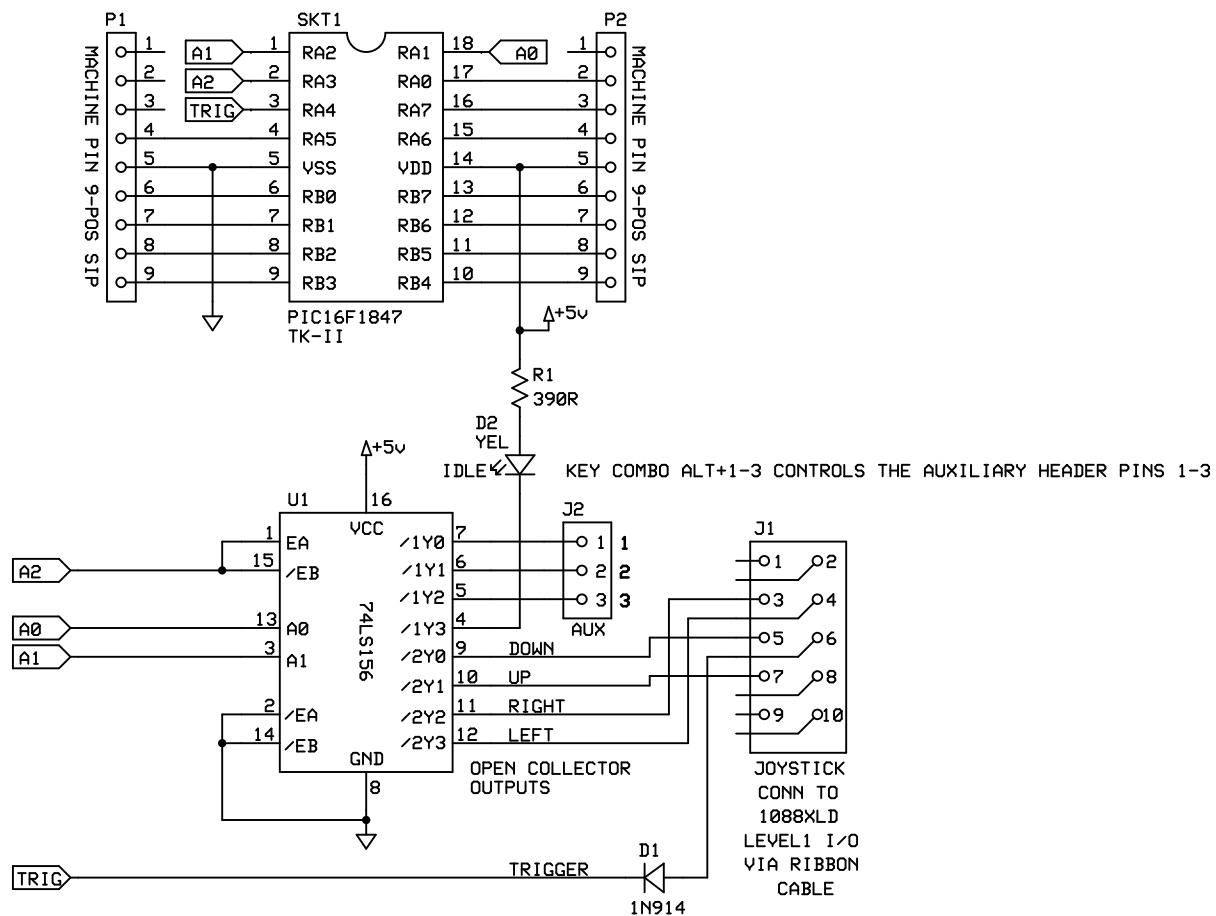 P1 SKT1 P2
MACHINE PIN 9-POS SIP
1 A1 1 RA2 RA1 18 A0 1
2 A2 2 RA3 RA0 17 2
3 TRIG 3 RA4 RA7 16 3
4 4 RA5 RA6 15 4
5 5 VSS VDD 14 5
6 6 RB0 RB7 13 6
7 7 RB1 RB6 12 7
8 8 RB2 RB5 11 8
9 9 RB3 RB4 10 9
MACHINE PIN 9-POS SIP
PIC16F1847
TK-II
+5v
R1
390R
D2
YEL
IDLE
KEY COMBO ALT+1-3 CONTROLS THE AUXILIARY HEADER PINS 1-3
+5v
U1 16
VCC
J2
J1
1 EA /1Y0 7 1 1
A2 15 /EB /1Y1 6 2 2
/1Y2 5 3 3
A0 13 A0 /1Y3 4 AUX
A1 3 A1 /2Y0 9 DOWN
74LS156
/2Y1 10 UP
2 /EA /2Y2 11 RIGHT
14 /EB /2Y3 12 LEFT
GND
8
OPEN COLLECTOR
OUTPUTS
1 2
3 4
5 6
7 8
9 10
JOYSTICK
CONN TO
1088XLD
LEVEL1 I/O
VIA RIBBON
CABLE
TRIG TRIGGER D1
1N914